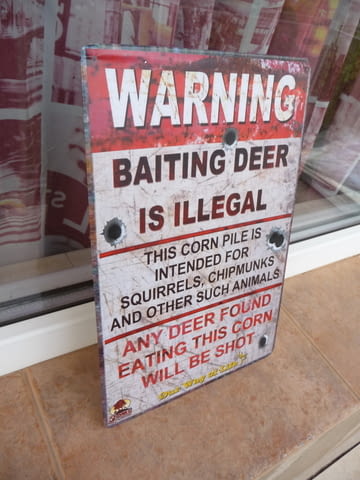 WARNING
BAITING DEER
IS ILLEGAL
THIS CORN PILE IS
INTENDED FOR
SQUIRRELS, CHIPMUNKS
AND OTHER SUCH ANIMALS
ANY DEER FOUND
EATING THIS CORN
WILL BE SHOT